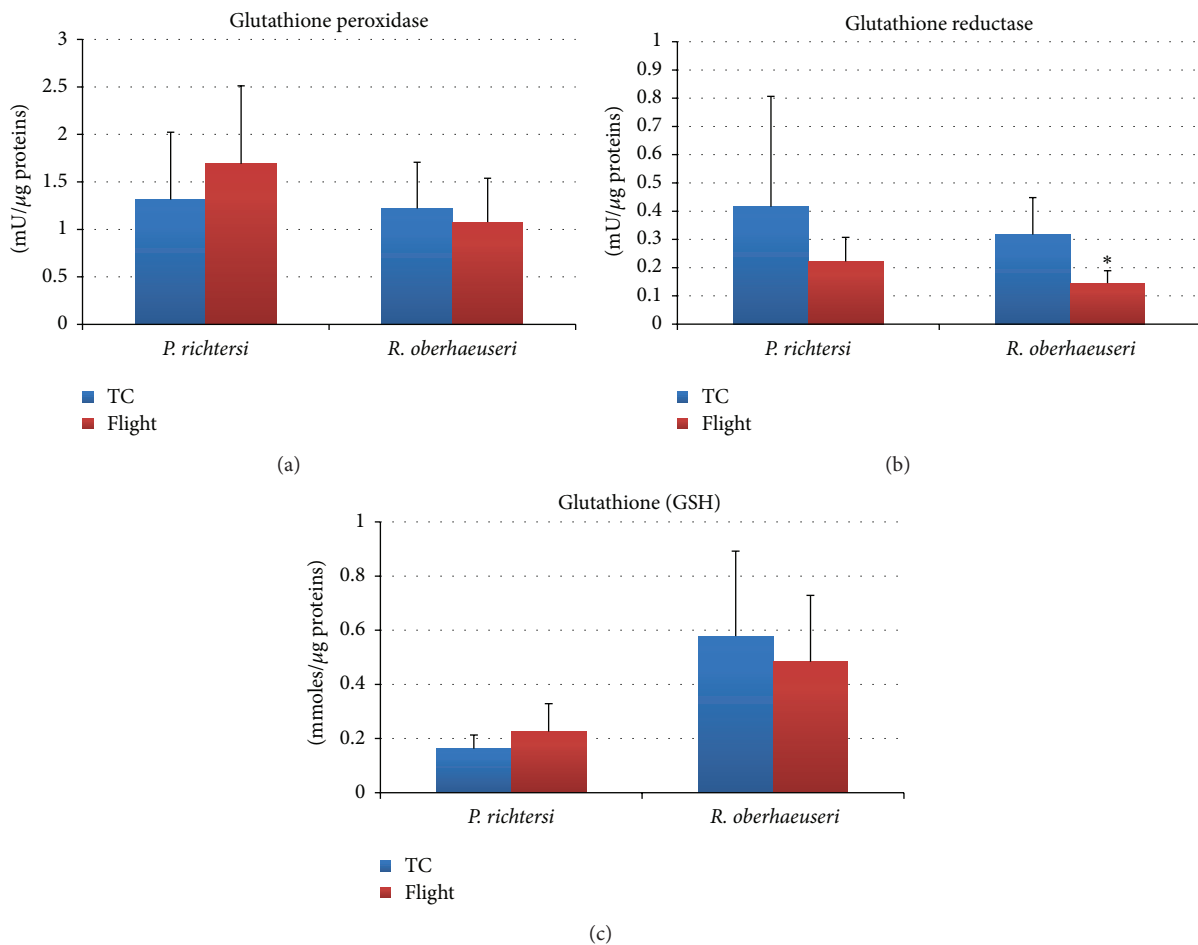 Glutathione peroxidase
3
2.5
2
1.5
1
0.5
0
(mU/μg proteins)
P. richtersi R. oberhaeuseri
TC
Flight
(a)
Glutathione reductase
1
0.9
0.8
0.7
0.6
0.5
0.4
0.3
0.2
0.1
0
(mU/μg proteins)
*
P. richtersi R. oberhaeuseri
TC
Flight
(b)
Glutathione (GSH)
1
0.8
0.6
0.4
0.2
0
(mmoles/μg proteins)
P. richtersi R. oberhaeuseri
TC
Flight
(c)